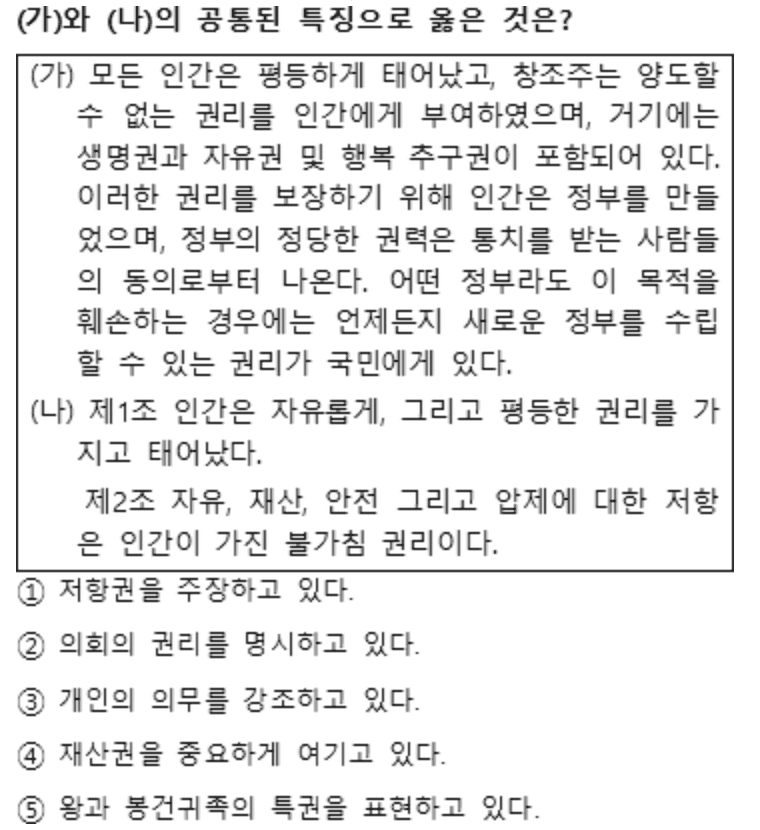 (가)와 (나)의 공통된 특징으로 옳은 것은?
(가) 모든 인간은 평등하게 태어났고, 창조주는 양도할
수 없는 권리를 인간에게 부여하였으며, 거기에는
생명권과 자유권 및 행복 추구권이 포함되어 있다.
이러한 권리를 보장하기 위해 인간은 정부를 만들
었으며, 정부의 정당한 권력은 통치를 받는 사람들
의 동의로부터 나온다. 어떤 정부라도 이 목적을
훼손하는 경우에는 언제든지 새로운 정부를 수립
할 수 있는 권리가 국민에게 있다.
(나) 제1조 인간은 자유롭게, 그리고 평등한 권리를 가
지고 태어났다.
제2조 자유, 재산, 안전 그리고 압제에 대한 저항
은 인간이 가진 불가침 권리이다.
① 저항권을 주장하고 있다.
② 의회의 권리를 명시하고 있다.
③ 개인의 의무를 강조하고 있다.
④ 재산권을 중요하게 여기고 있다.
⑤ 왕과 봉건귀족의 특권을 표현하고 있다.